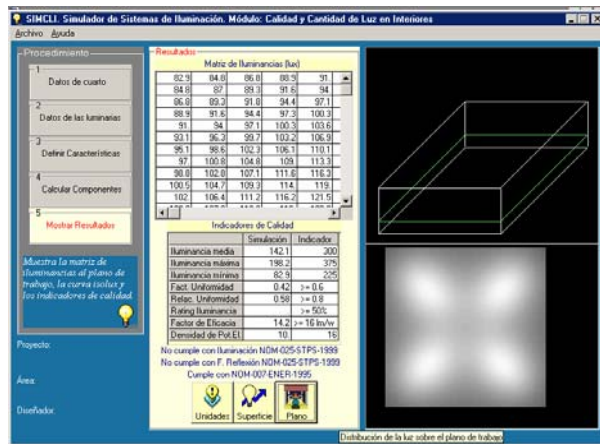 SIMCLI. Simulador de Sistemas de Iluminación. Módulo: Calidad y Cantidad de Luz en Interiores
Archivo Ayuda
Procedimiento
1
Datos de cuarto
2
Datos de las luminarias
3
Definir Características
4
Calcular Componentes
5
Mostrar Resultados
Muestra la matriz de
iluminancias al plano de
trabajo, la curva isolux y
los indicadores de calidad.
Proyecto:
Área:
Diseñador:
Resultados
Matriz de Iluminancias (lux)
82.9 84.8 86.8 88.9 91
84.8 87 89.3 91.6 94
86.8 89.3 91.8 94.4 97.1
88.9 91.6 94.4 97.3 100.3
91 94 97.1 100.3 103.6
93.1 96.3 99.7 103.2 106.9
95.1 98.6 102.3 106.1 110.1
97 100.8 104.8 109 113.3
98.8 102.8 107.1 111.6 116.3
100.5 104.7 109.3 114 119
102 106.4 111.2 116.2 121.5
Indicadores de Calidad
Simulación Indicador
Iluminancia media 142.1 300
Iluminancia máxima 198.2 375
Iluminancia mínima 82.9 225
Fact. Uniformidad 0.42 >= 0.6
Relac. Uniformidad 0.58 >= 0.8
Rating Iluminancia >= 50%
Factor de Eficacia 14.2 >= 16 lm/w
Densidad de Pot.El. 10. 16
No cumple con Iluminación NOM-025-STPS-1999
No cumple con F. Reflexión NOM-025-STPS-1999
Cumple con NOM-007-ENER-1995
Unidades Superficie Plano
Distribución de la luz sobre el plano de trabajo